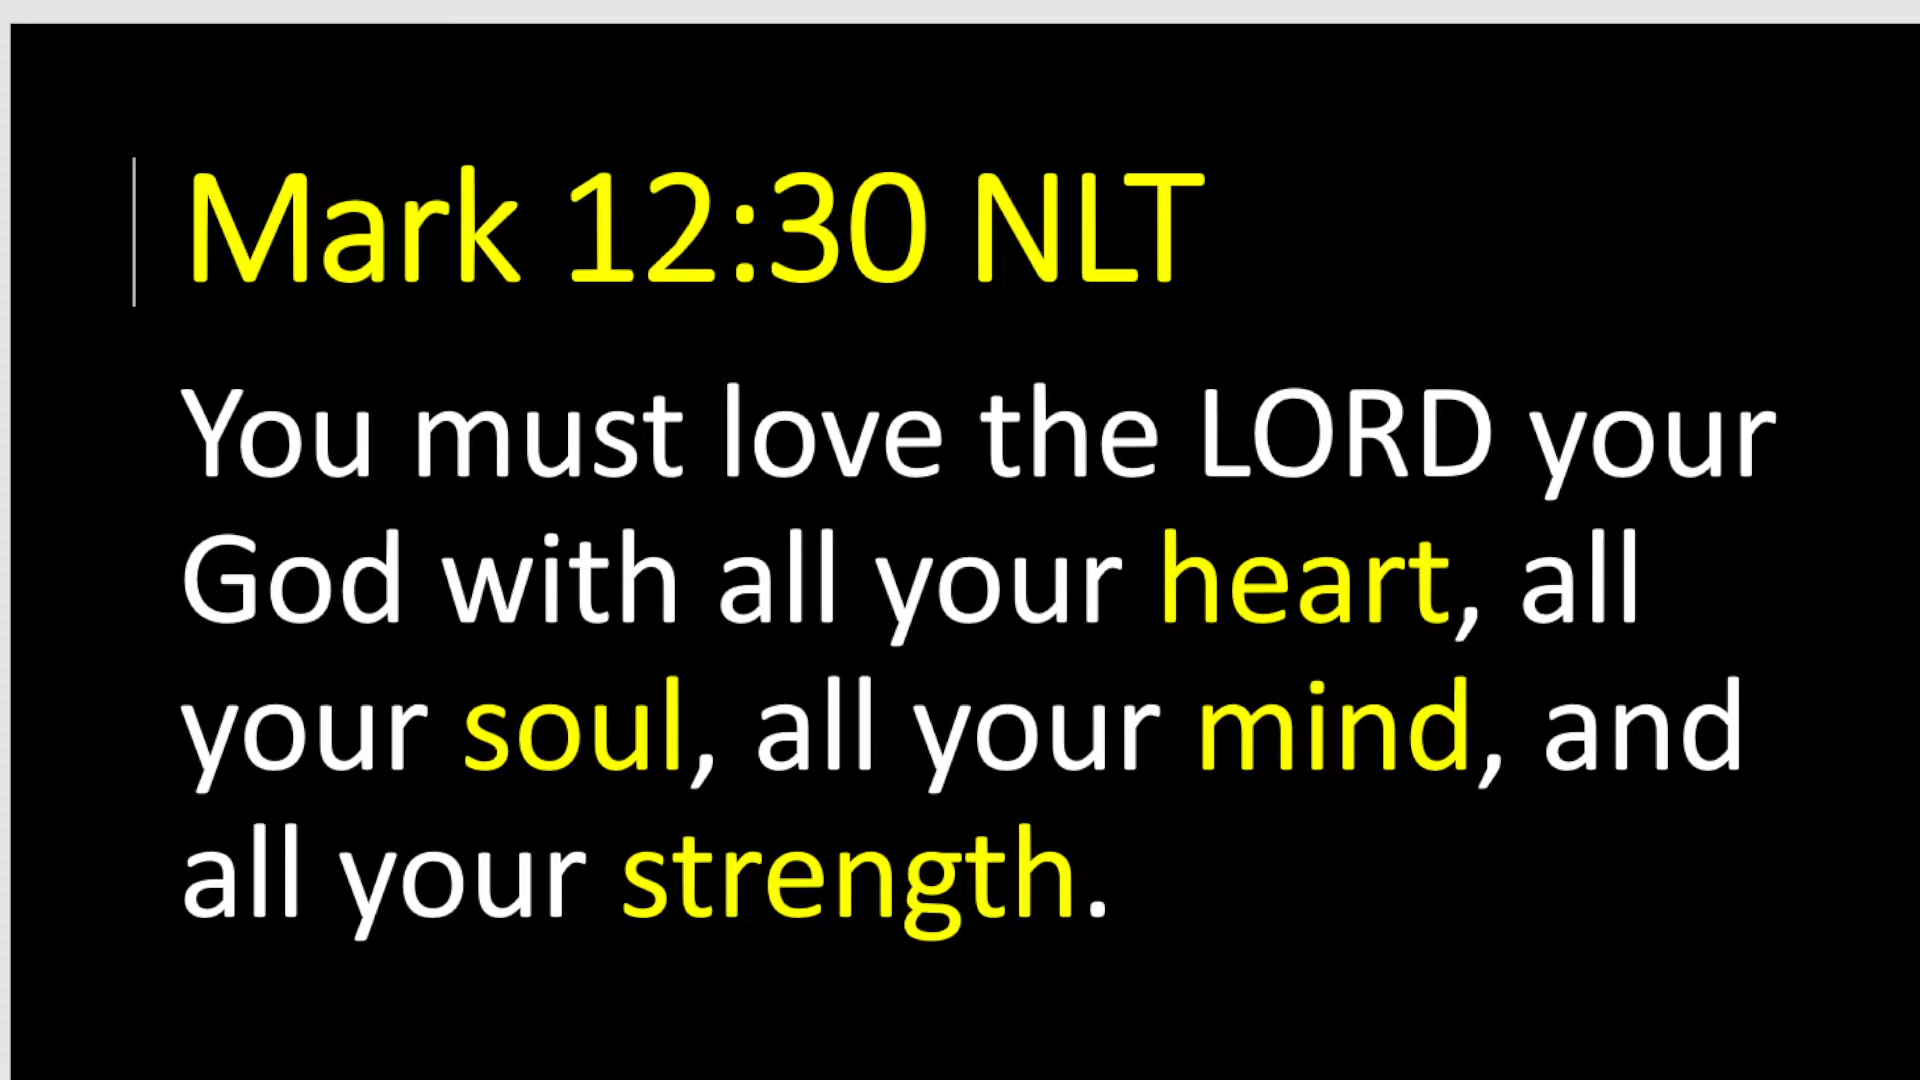 Mark 12:30 NLT
You must love the LORD your
God with all your heart, all
your soul, all your mind, and
all your strength.